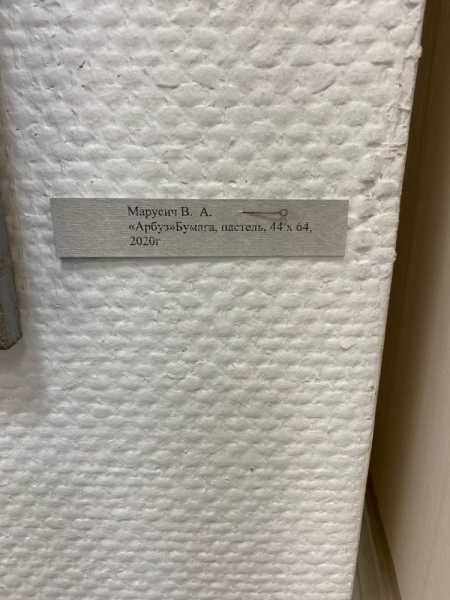 Марусич В. А.
«Арбуз»Бумага, пастель, 44 х 64,
2020г